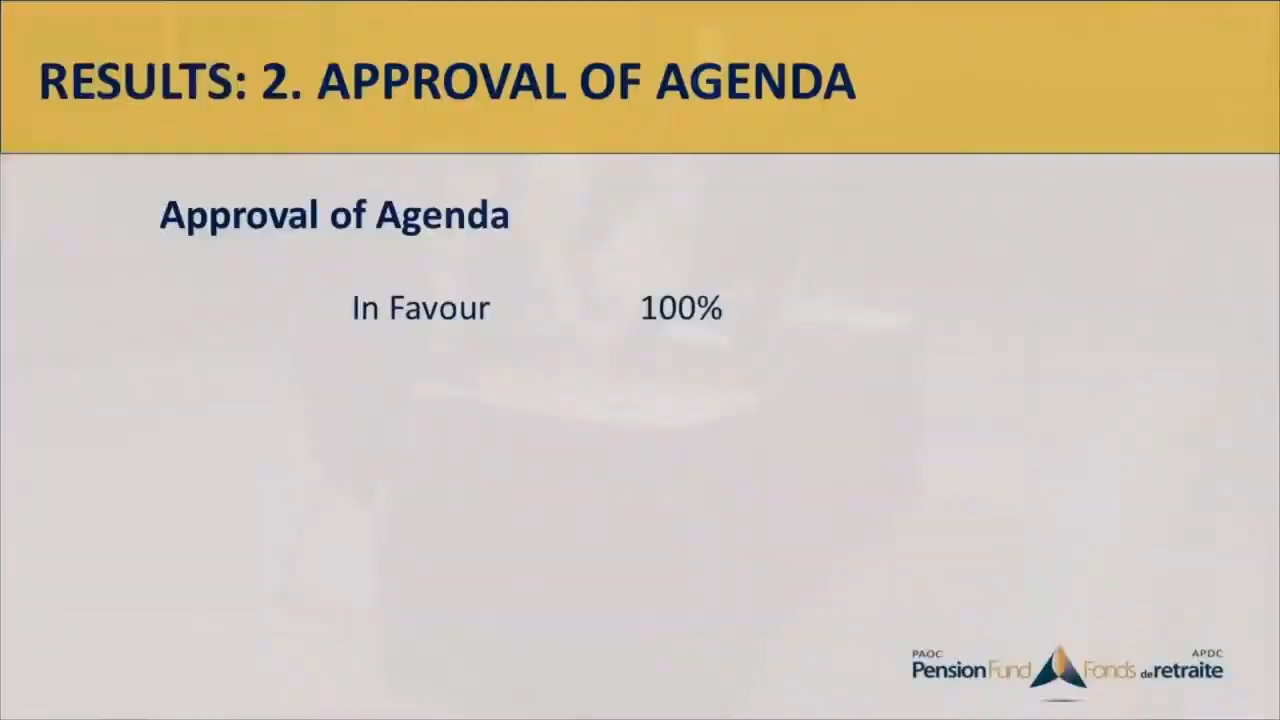 RESULTS: 2. APPROVAL OF AGENDA
Approval of Agenda
In Favour 100%
PAOC APDC
Pension Fund Fonds de retraite